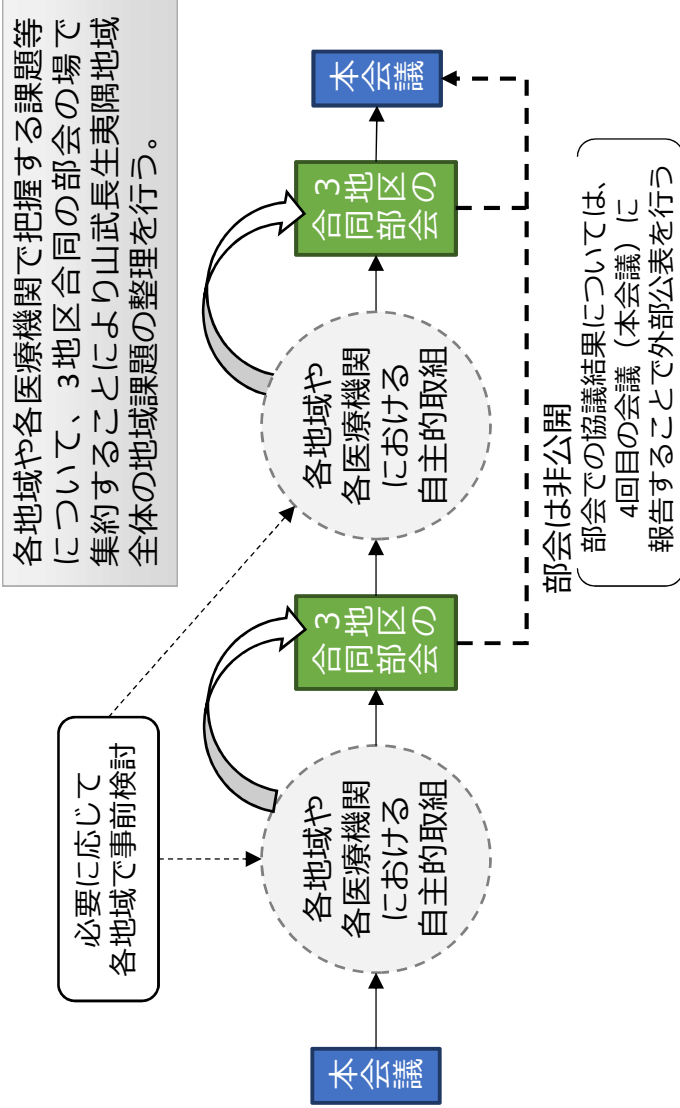 各地域や各医療機関で把握する課題等
について、3地区合同の部会の場で
集約することにより山武長生夷隅地域
全体の地域課題の整理を行う。
必要に応じて
各地域で事前検討
本会議
各地域や
各医療機関
における
自主的取組
3地区の
合同部会
各地域や
各医療機関
における
自主的取組
3地区の
合同部会
本会議
部会は非公開
部会での協議結果については、
4回目の会議（本会議）に
報告することで外部公表を行う